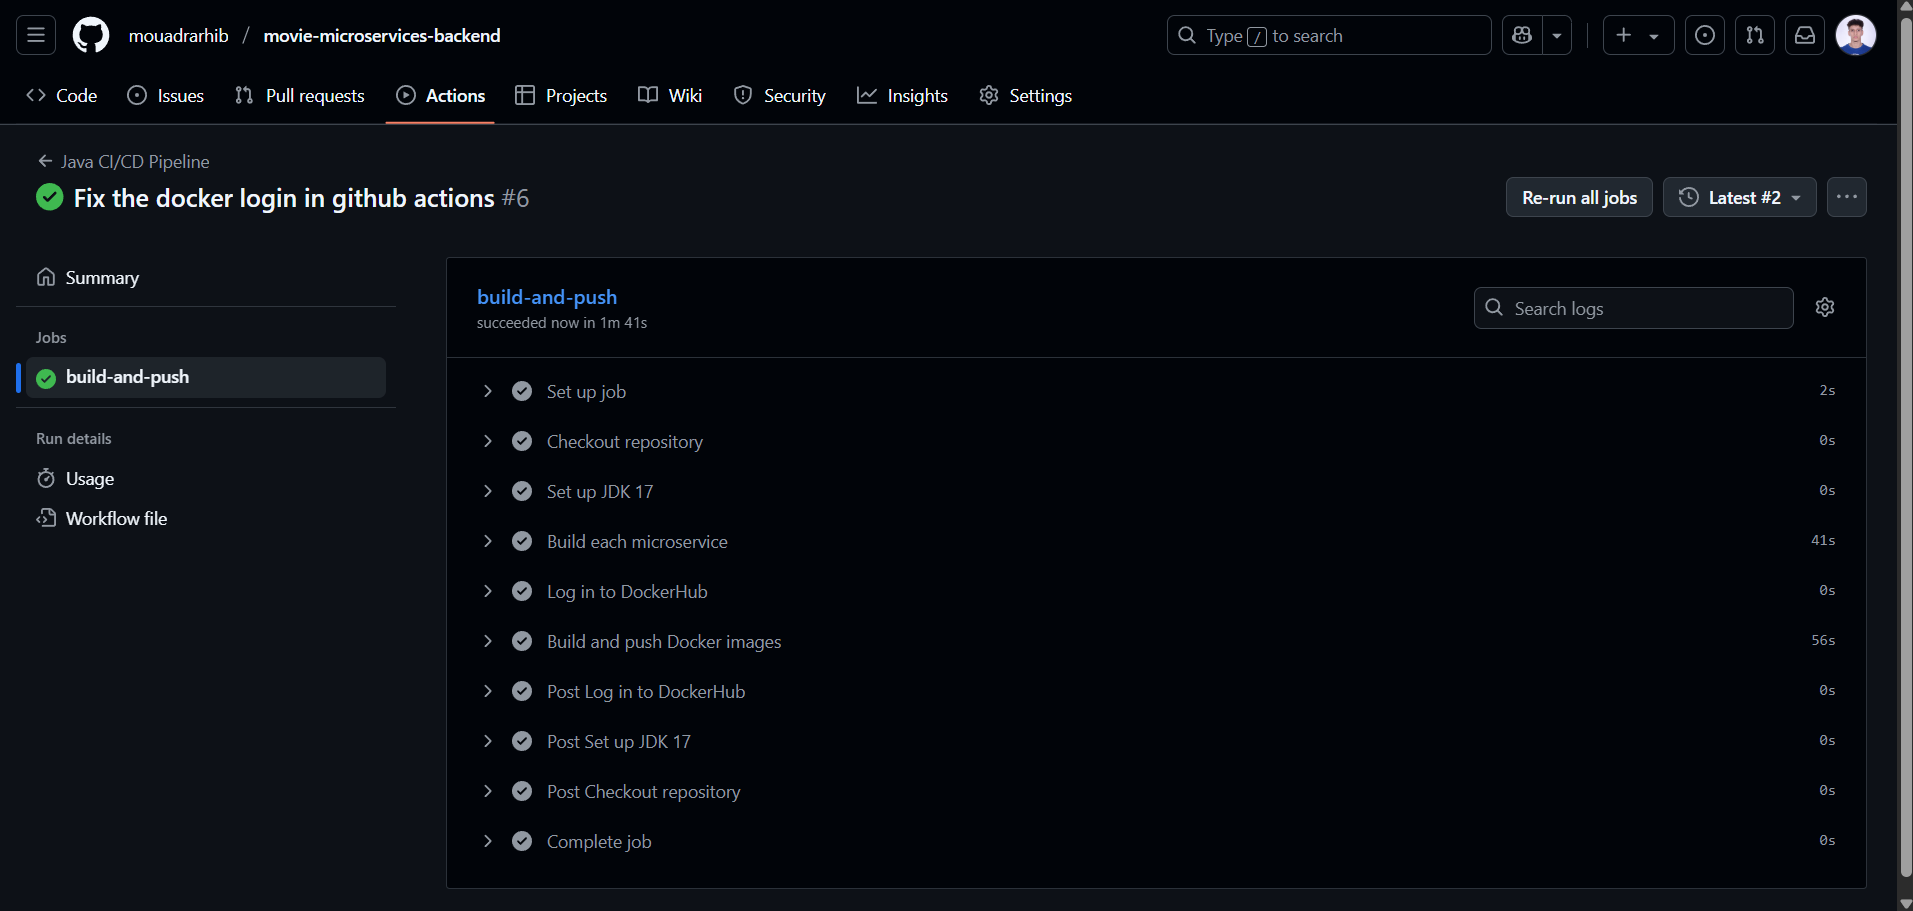 mouadrarhib / movie-microservices-backend
Type / to search
Code Issues Pull requests Actions Projects Wiki Security Insights Settings
Java CI/CD Pipeline
Fix the docker login in github actions #6
Re-run all jobs
Latest #2
Summary
Jobs
build-and-push
Run details
Usage
Workflow file
build-and-push
succeeded now in 1m 41s
Search logs
Set up job 2s
Checkout repository 0s
Set up JDK 17 0s
Build each microservice 41s
Log in to DockerHub 0s
Build and push Docker images 56s
Post Log in to DockerHub 0s
Post Set up JDK 17 0s
Post Checkout repository 0s
Complete job 0s